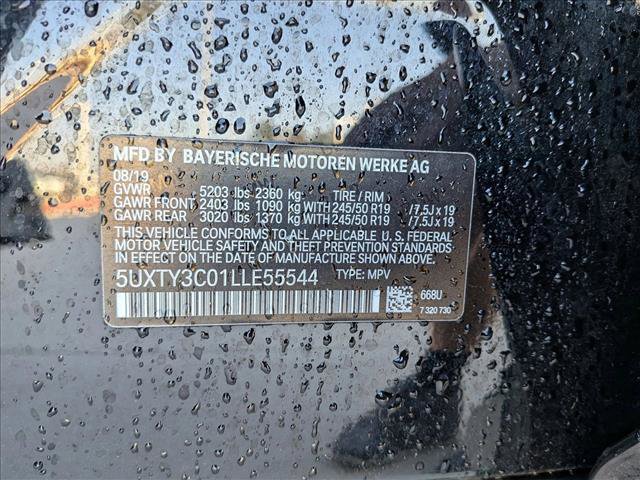 MFD BY BAYERISCHE MOTOREN WERKE AG
08/19
GVWR 5203 lbs 2360 kg TIRE / RIM
GAWR FRONT 2403 lbs 1090 kg WITH 245/50 R19 /7.5J x 19
GAWR REAR 3020 lbs 1370 kg WITH 245/50 R19 /7.5J x 19
THIS VEHICLE CONFORMS TO ALL APPLICABLE U.S. FEDERAL
MOTOR VEHICLE SAFETY AND THEFT PREVENTION STANDARDS
IN EFFECT ON THE DATE OF MANUFACTURE SHOWN ABOVE.
5UXTY3C01LLE55544 TYPE: MPV
668U
7 320 730